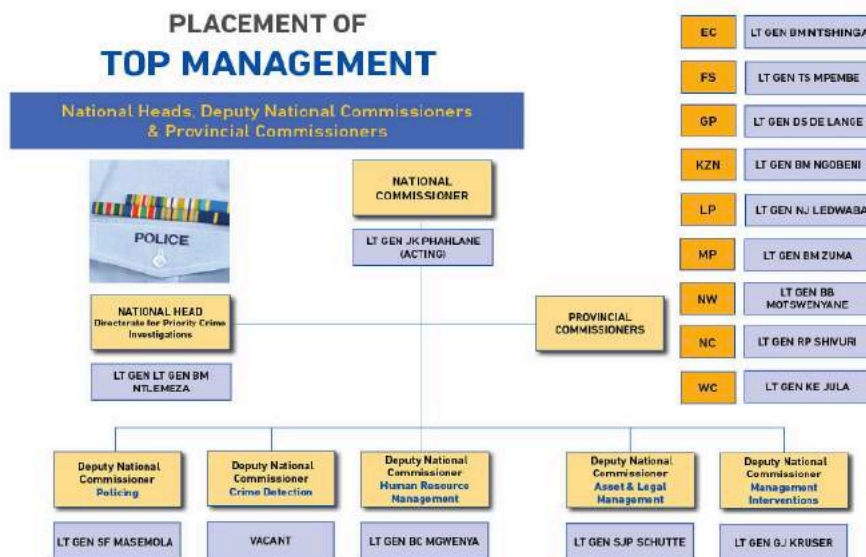 PLACEMENT OF
TOP MANAGEMENT
National Heads, Deputy National Commissioners
& Provincial Commissioners
POLICE
NATIONAL
COMMISSIONER
LT GEN JK PHAHLANE
(ACTING)
NATIONAL HEAD
Directorate for Priority Crime
Investigations
LT GEN LT GEN BM
NTLEMEZA
PROVINCIAL
COMMISSIONERS
EC
LT GEN BM NTSHINGA
FS
LT GEN TS MPEMBE
GP
LT GEN DS DE LANGE
KZN
LT GEN BM NGOBENI
LP
LT GEN NJ LEDWABA
MP
LT GEN BM ZUMA
NW
LT GEN BB
MOTSWENYANE
NC
LT GEN RP SHIVURI
WC
LT GEN KE JULA
Deputy National
Commissioner
Policing
LT GEN SF MASEMOLA
Deputy National
Commissioner
Crime Detection
VACANT
Deputy National
Commissioner
Human Resource
Management
LT GEN BC MGWENYA
Deputy National
Commissioner
Asset & Legal
Management
LT GEN SJP SCHUTTE
Deputy National
Commissioner
Management
Interventions
LT GEN GJ KRUSER